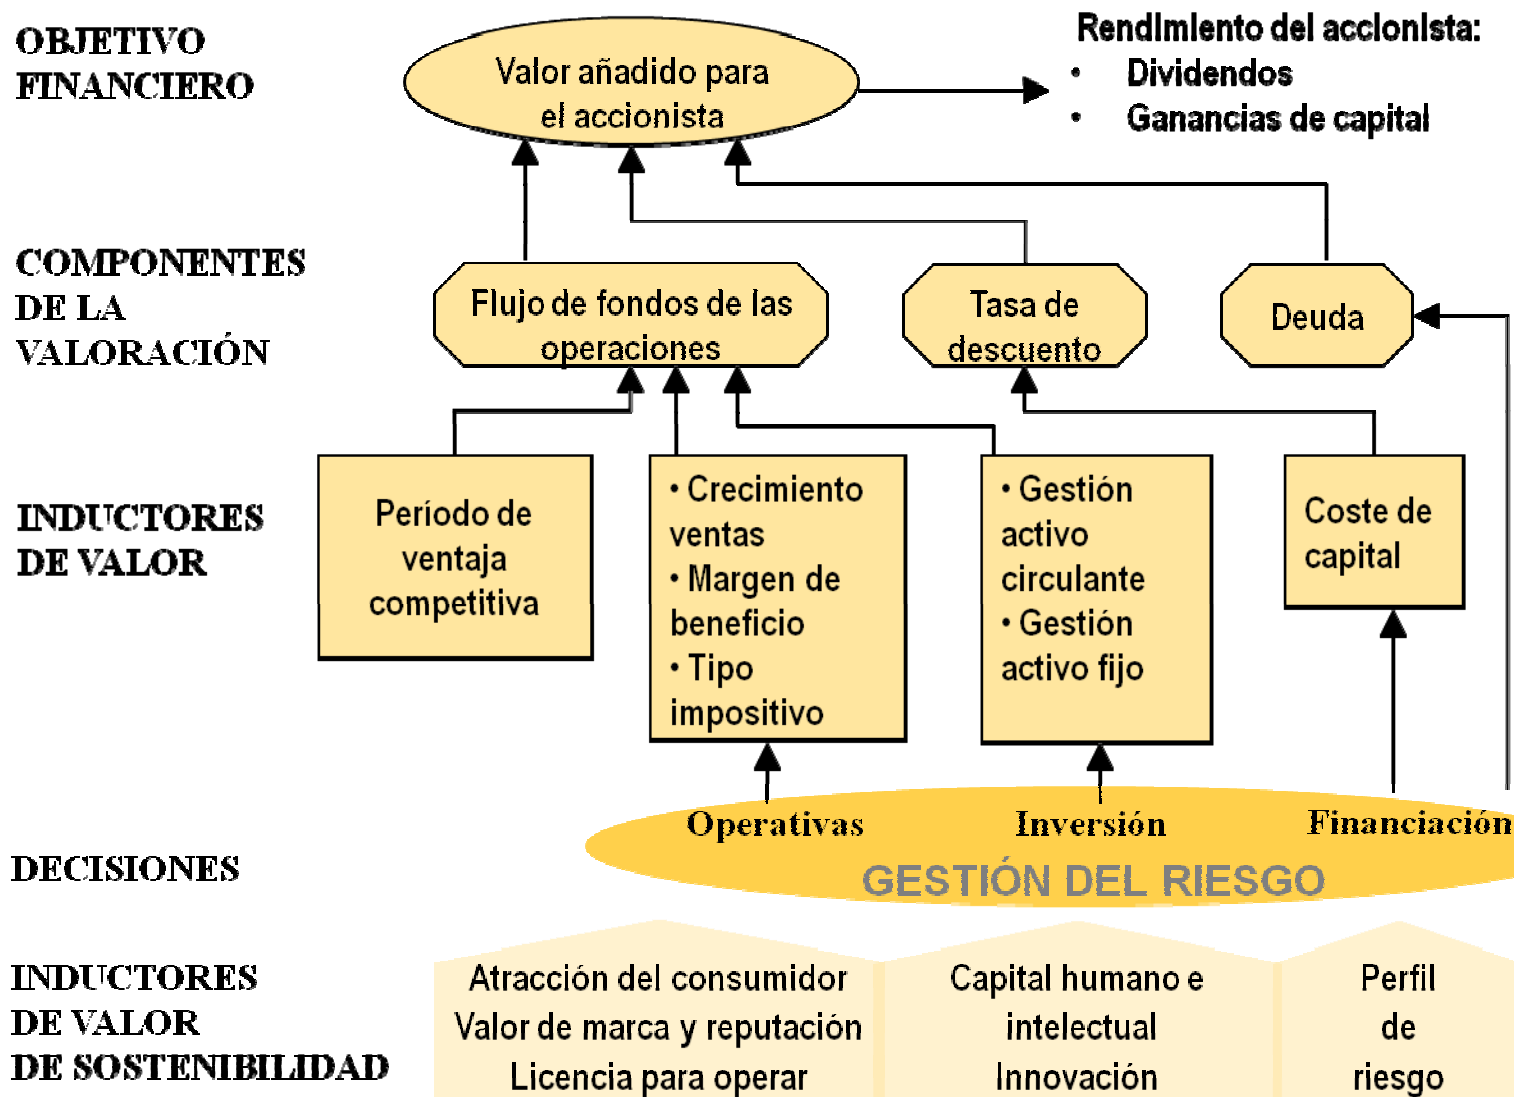 OBJETIVO
FINANCIERO
Valor añadido para
el accionista
Rendimiento del accionista:
• Dividendos
• Ganancias de capital
COMPONENTES
DE LA
VALORACIÓN
Flujo de fondos de las
operaciones
Tasa de
descuento
Deuda
INDUCTORES
DE VALOR
Período de
ventaja
competitiva
• Crecimiento
ventas
• Margen de
beneficio
• Tipo
impositivo
• Gestión
activo
circulante
• Gestión
activo fijo
Coste de
capital
DECISIONES
Operativas
Inversión
Financiación
GESTIÓN DEL RIESGO
INDUCTORES
DE VALOR
DE SOSTENIBILIDAD
Atracción del consumidor
Valor de marca y reputación
Licencia para operar
Capital humano e
intelectual
Innovación
Perfil
de
riesgo